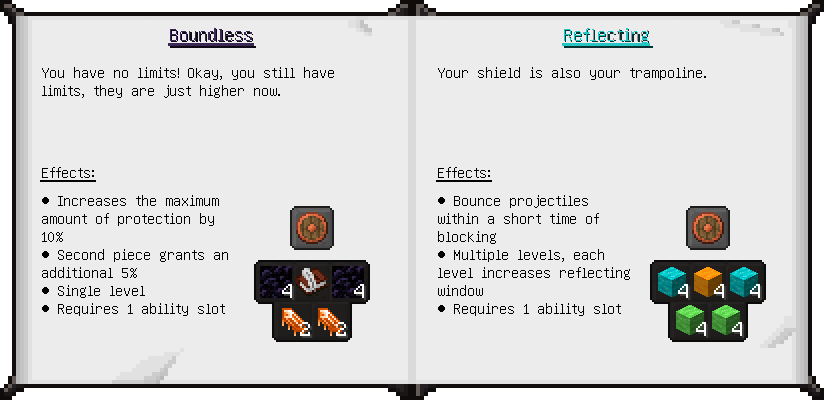 Boundless
You have no limits! Okay, you still have
limits, they are just higher now.
Effects:
● Increases the maximum
amount of protection by
10%
● Second piece grants an
additional 5%
● Single level
● Requires 1 ability slot
4
4
2
2
Reflecting
Your shield is also your trampoline.
Effects:
● Bounce projectiles
within a short time of
blocking
● Multiple levels, each
level increases reflecting
window
● Requires 1 ability slot
4
4
4
4
4